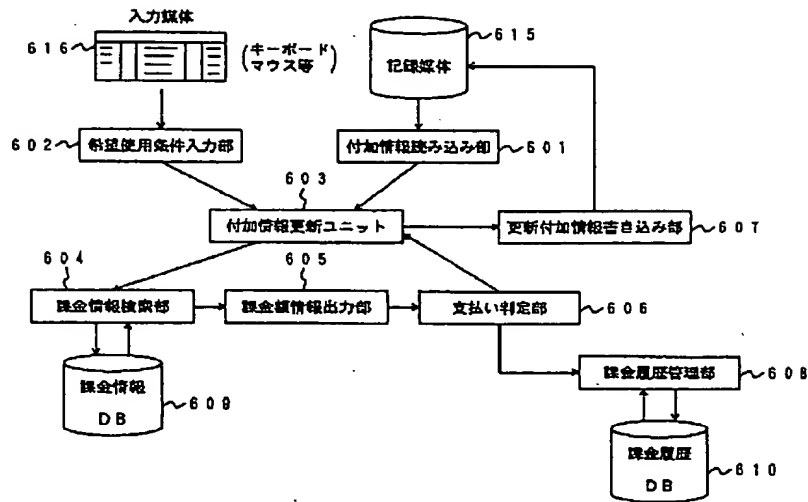 入力媒体
616
(キーボード
マウス等)
615
記録媒体
602
希望使用条件入力部
付加情報読み込み部
601
603
付加情報更新ユニット
更新付加情報書き込み部
607
604
605
課金情報検索部
課金額情報出力部
支払い判定部
606
課金情報
DB
609
課金履歴管理部
608
課金履歴
DB
610